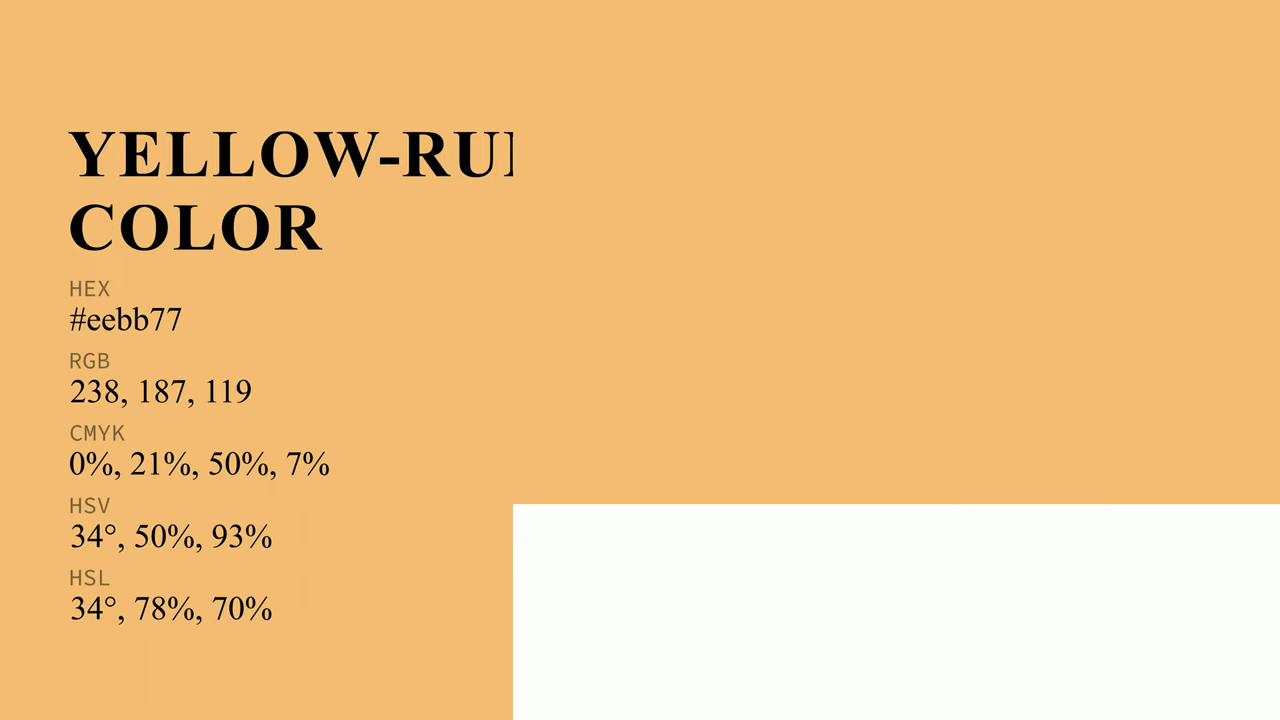 YELLOW-RU
COLOR
HEX
#eebb77
RGB
238, 187, 119
CMYK
0%, 21%, 50%, 7%
HSV
34°, 50%, 93%
HSL
34°, 78%, 70%